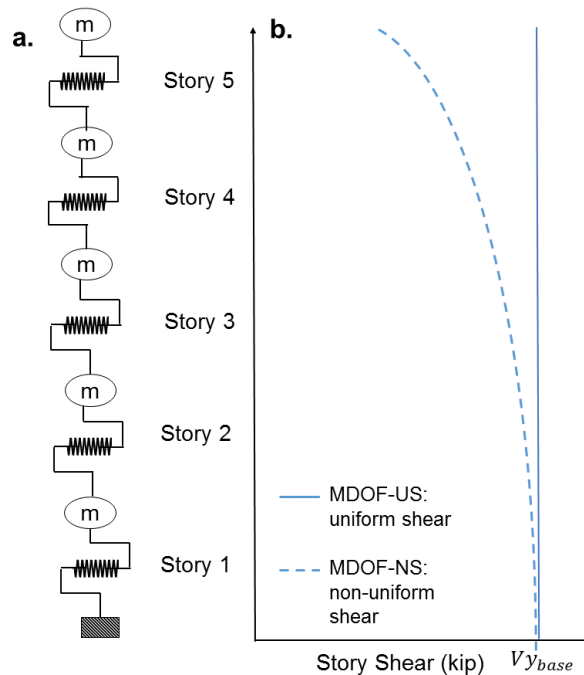 a.
m
Story 5
m
Story 4
m
Story 3
m
Story 2
m
Story 1
b.
MDOF-US:
uniform shear
MDOF-NS:
non-uniform
shear
Story Shear (kip)
Vy_base